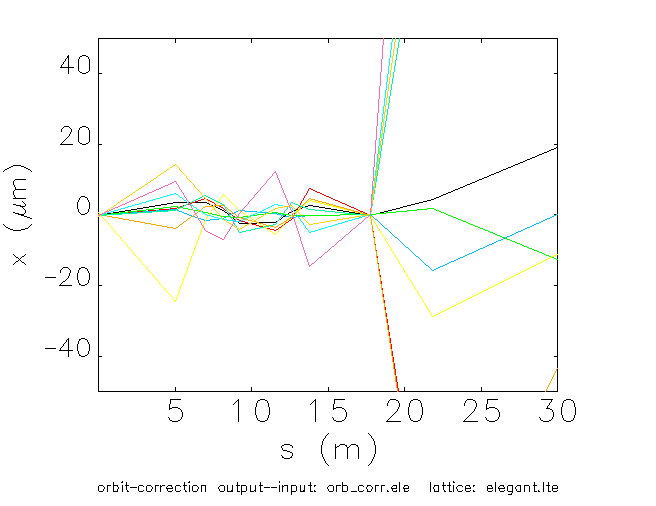 40
20
0
-20
-40
x (μm)
5 10 15 20 25 30
s (m)
orbit-correction output--input: orb_corr.ele lattice: elegant.lte